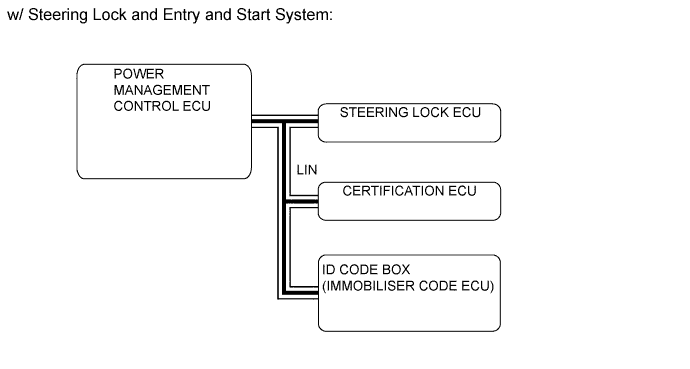 w/ Steering Lock and Entry and Start System:
POWER
MANAGEMENT
CONTROL ECU
STEERING LOCK ECU
LIN
CERTIFICATION ECU
ID CODE BOX
(IMMOBILISER CODE ECU)